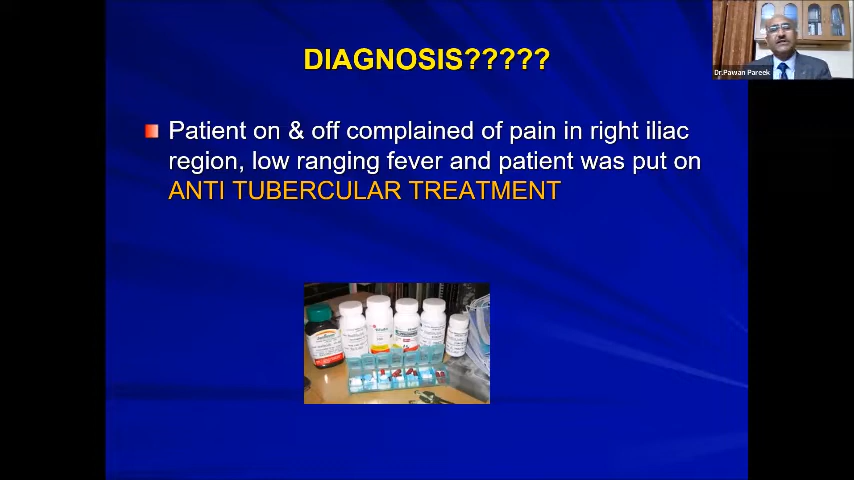 DIAGNOSIS?????
Dr.Pawan Pareek
Patient on & off complained of pain in right iliac
region, low ranging fever and patient was put on
ANTI TUBERCULAR TREATMENT